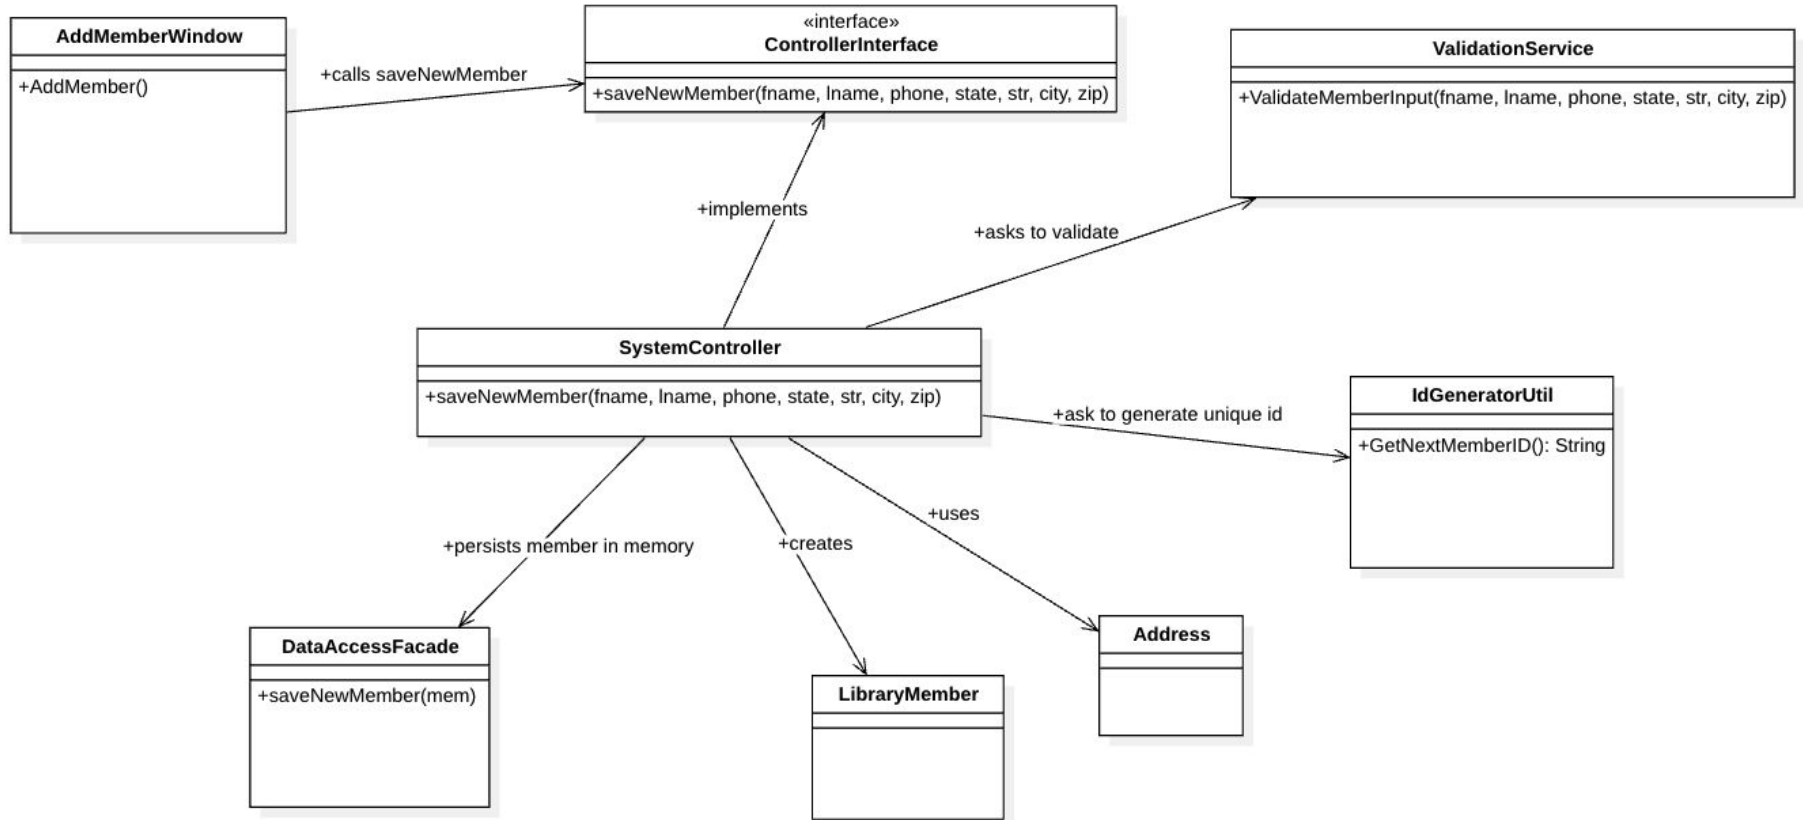 AddMemberWindow
+AddMember()
+calls saveNewMember
«interface»
ControllerInterface
+saveNewMember(fname, lname, phone, state, str, city, zip)
ValidationService
+ValidateMemberInput(fname, lname, phone, state, str, city, zip)
+implements
+asks to validate
SystemController
+saveNewMember(fname, lname, phone, state, str, city, zip)
+ask to generate unique id
IdGeneratorUtil
+GetNextMemberID(): String
+persists member in memory
+creates
+uses
DataAccessFacade
+saveNewMember(mem)
LibraryMember
Address